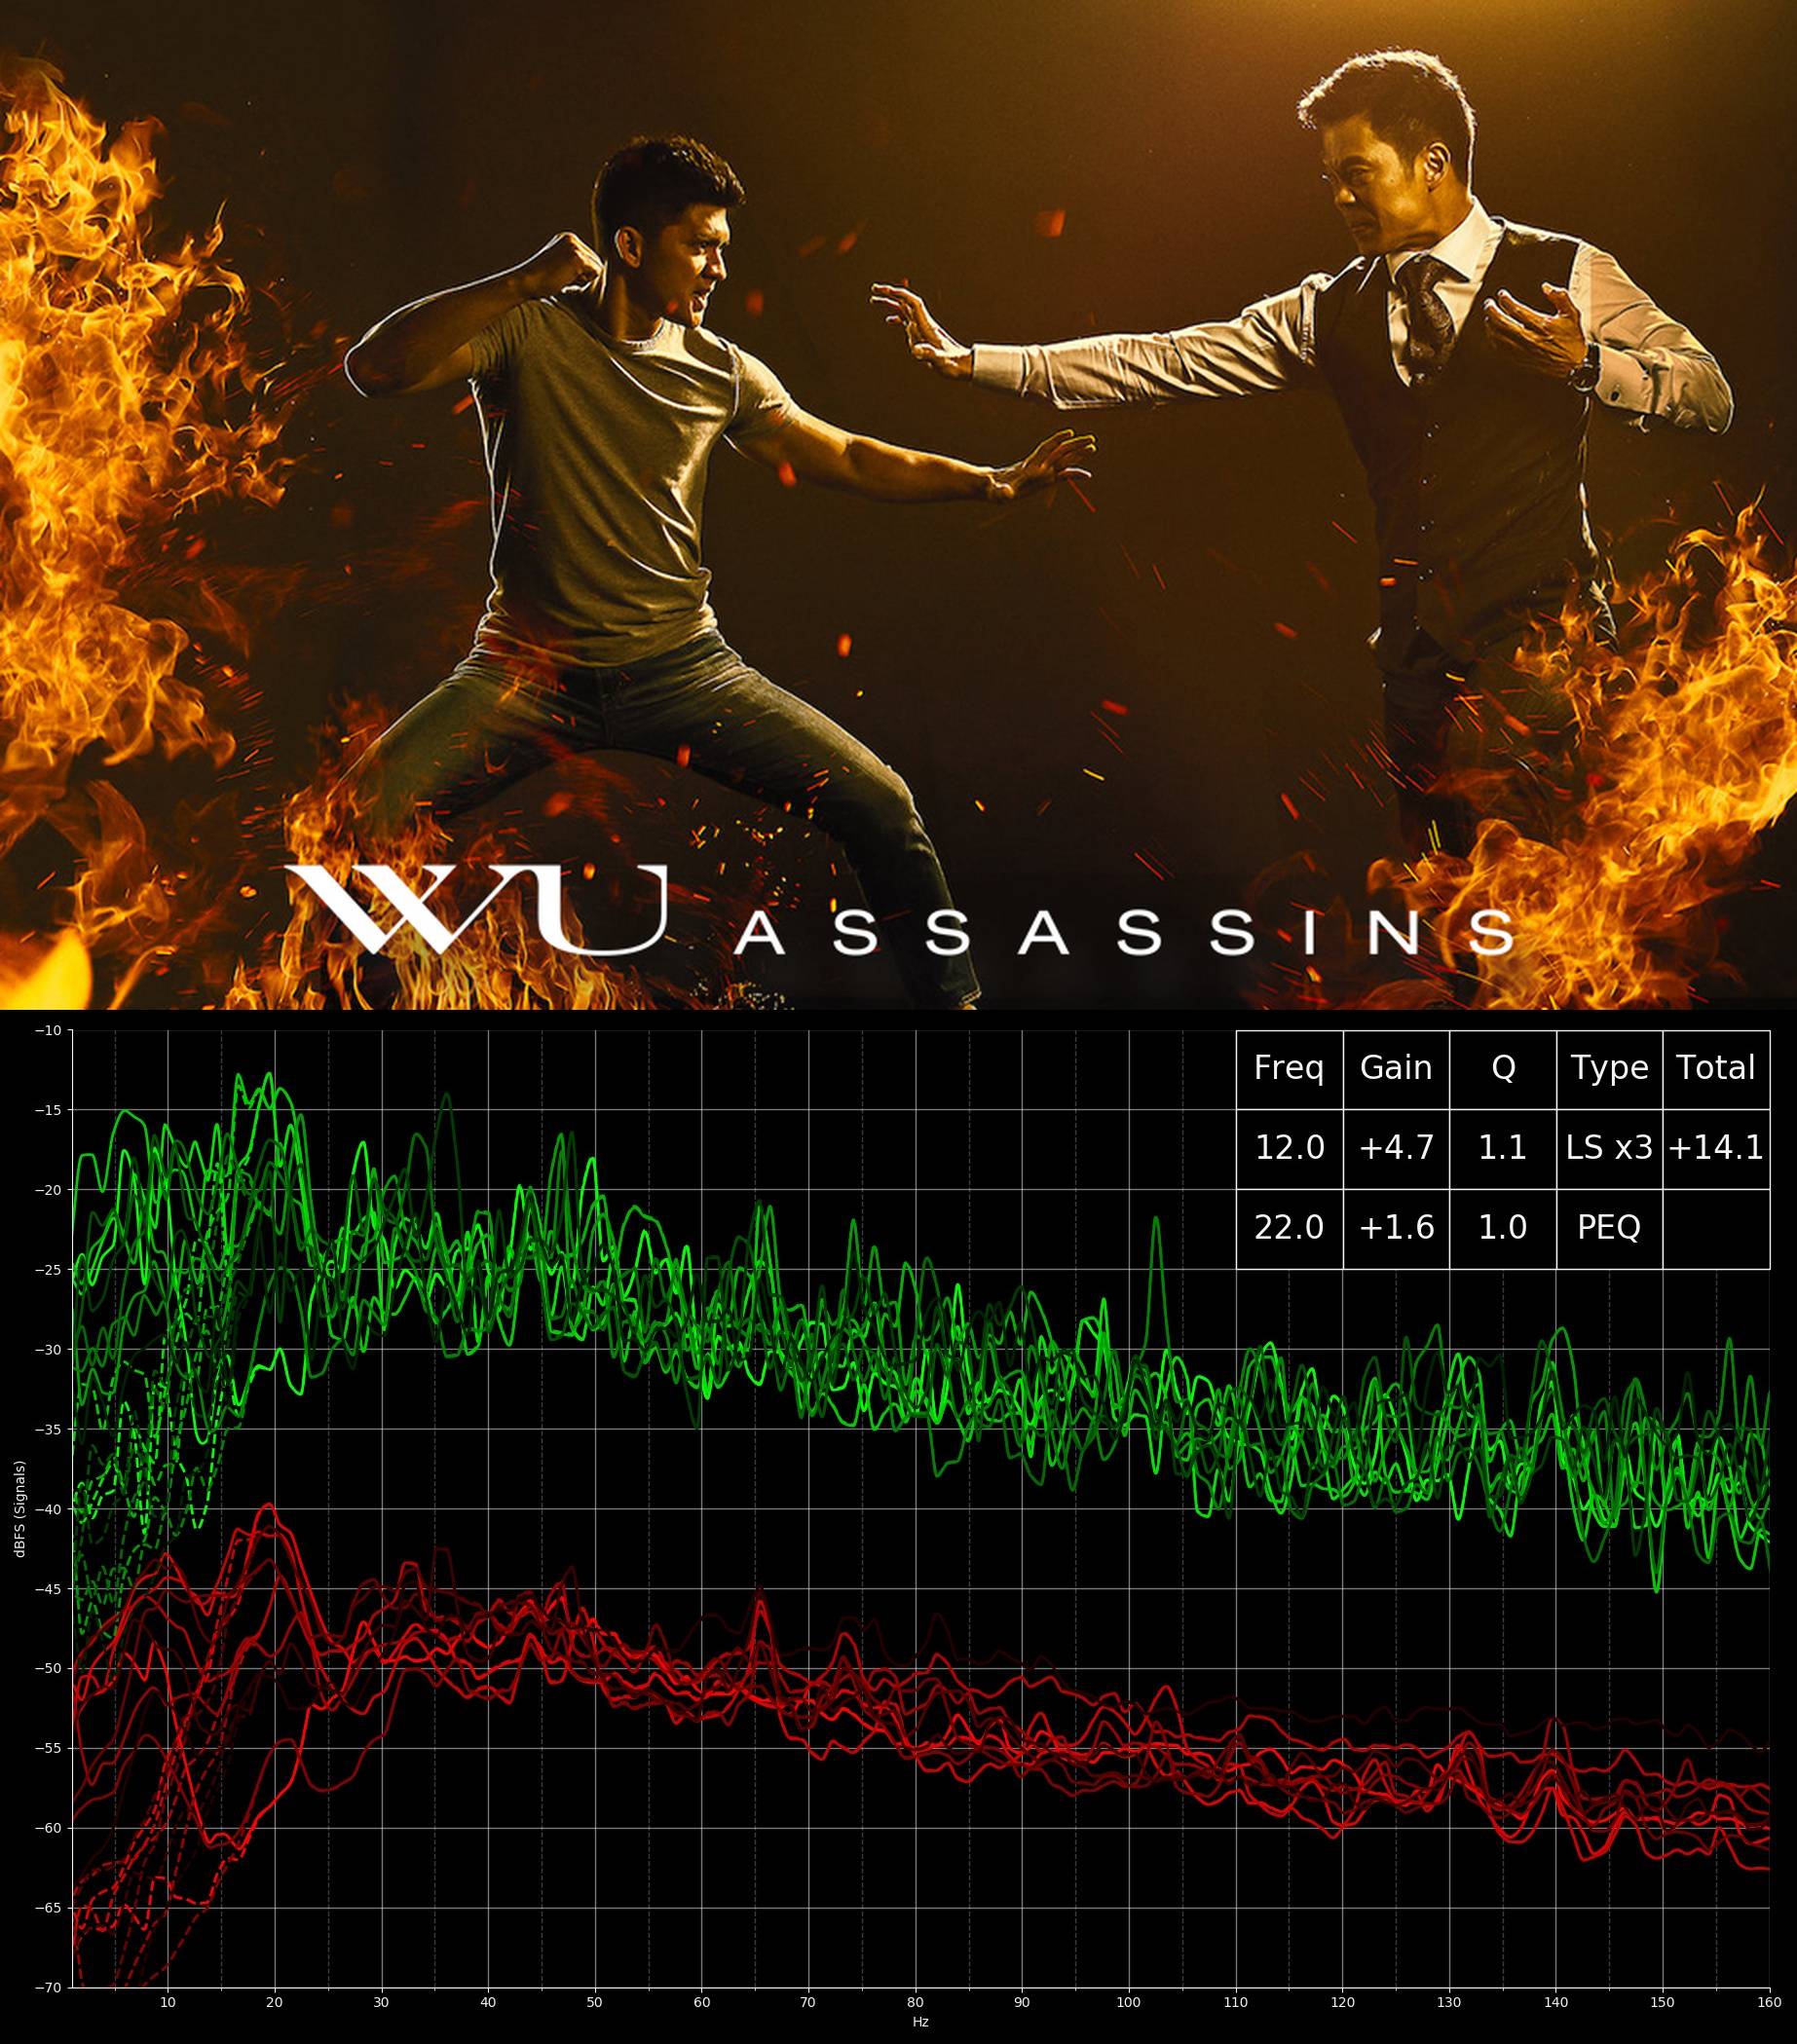 WU ASSASSINS
Freq Gain Q Type Total
12.0 +4.7 1.1 LS x3 +14.1
22.0 +1.6 1.0 PEQ
−10
−15
−20
−25
−30
−35
−40
−45
−50
−55
−60
−65
−70
dBFS (Signals)
10 20 30 40 50 60 70 80 90 100 110 120 130 140 150 160
Hz